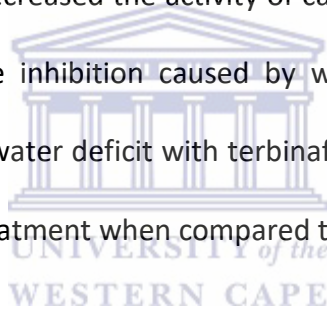 creased the activity of ca
inhibition caused by w
water deficit with terbinaf
atment when compared t
UNIVERSITY of the
WESTERN CAPE